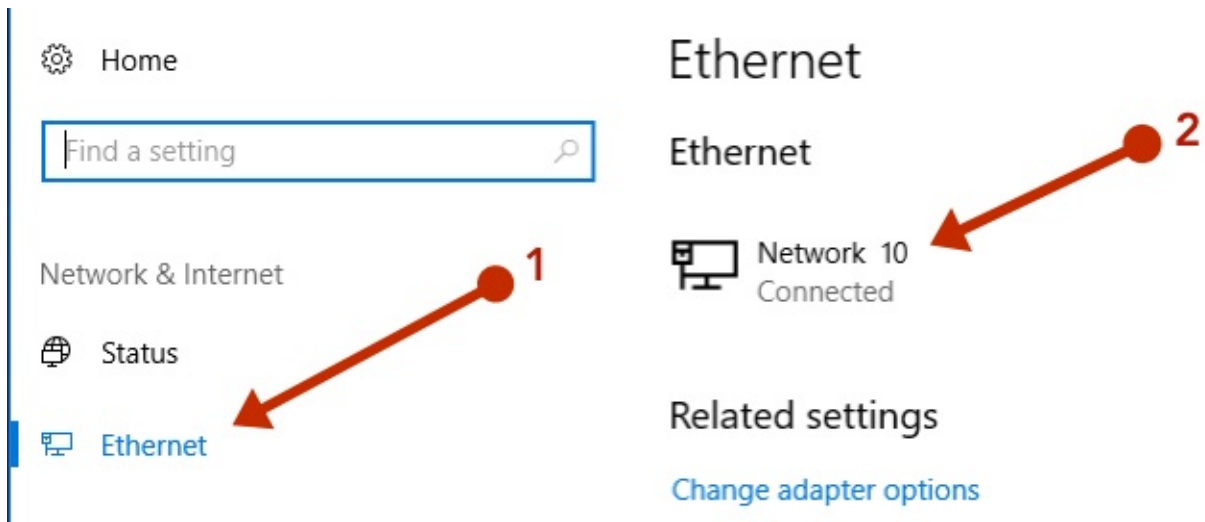 Home
Find a setting
Network & Internet
1
Status
Ethernet
Ethernet
Ethernet
2
Network 10
Connected
Related settings
Change adapter options